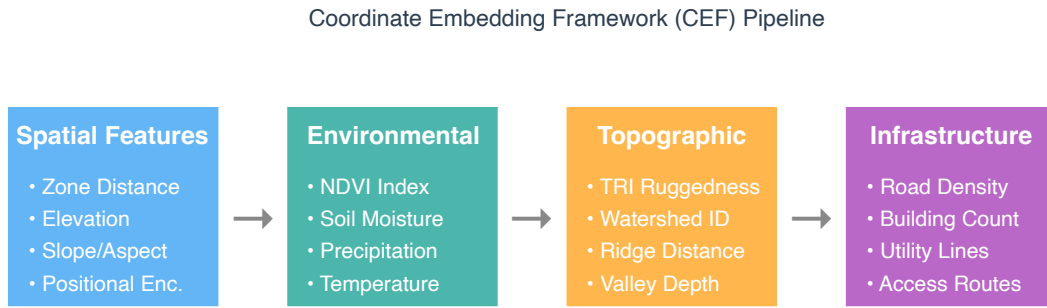 Coordinate Embedding Framework (CEF) Pipeline
Spatial Features
• Zone Distance
• Elevation
• Slope/Aspect
• Positional Enc.
Environmental
• NDVI Index
• Soil Moisture
• Precipitation
• Temperature
Topographic
• TRI Ruggedness
• Watershed ID
• Ridge Distance
• Valley Depth
Infrastructure
• Road Density
• Building Count
• Utility Lines
• Access Routes